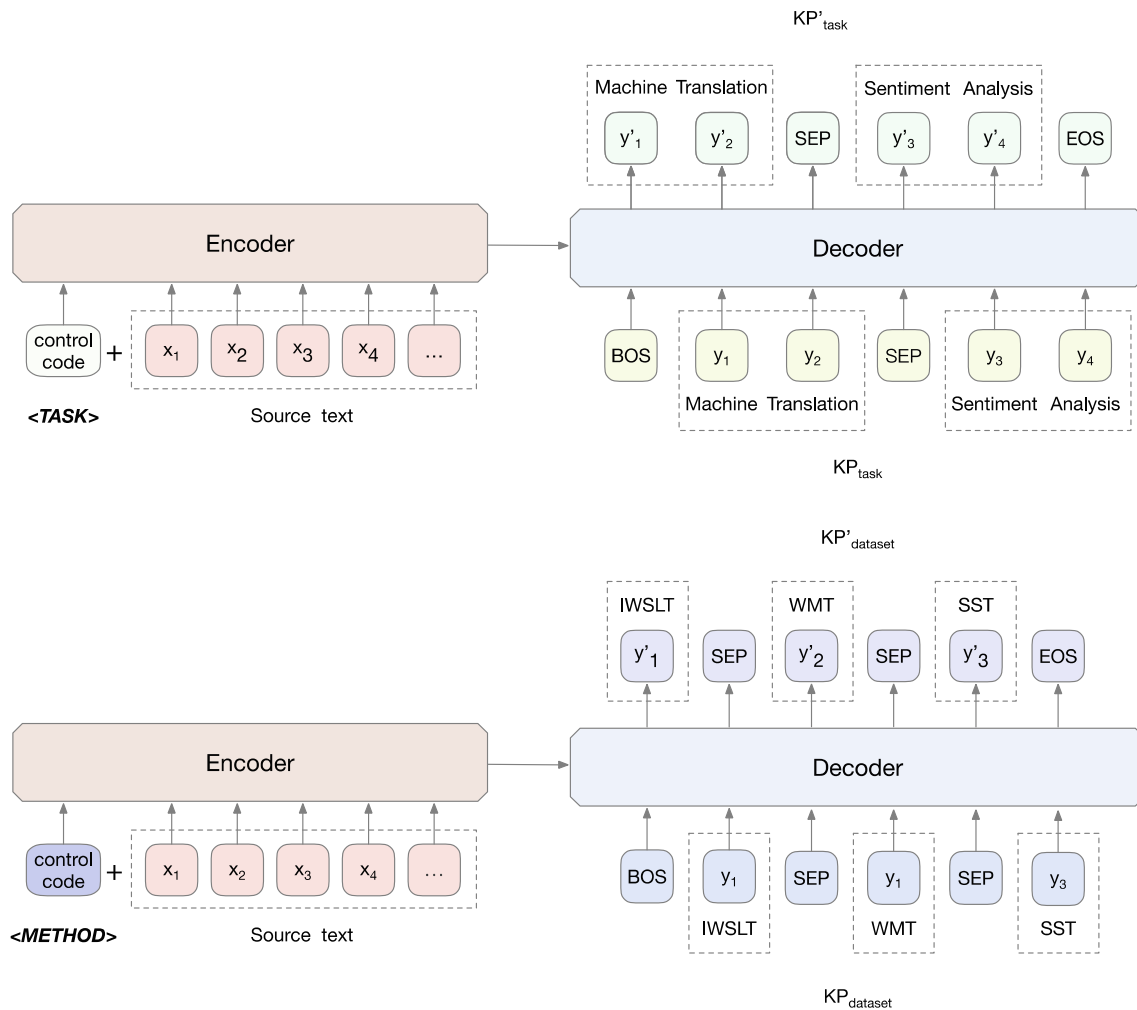 KP'task
Machine Translation Sentiment Analysis
y'1 y'2 SEP y'3 y'4 EOS
Encoder Decoder
control code + x1 x2 x3 x4 ... BOS y1 y2 SEP y3 y4
<TASK> Source text Machine Translation Sentiment Analysis
KPtask
KP'dataset
IWSLT WMT SST
y'1 SEP y'2 SEP y'3 EOS
Encoder Decoder
control code + x1 x2 x3 x4 ... BOS y1 SEP y1 SEP y3
<METHOD> Source text IWSLT WMT SST
KPdataset